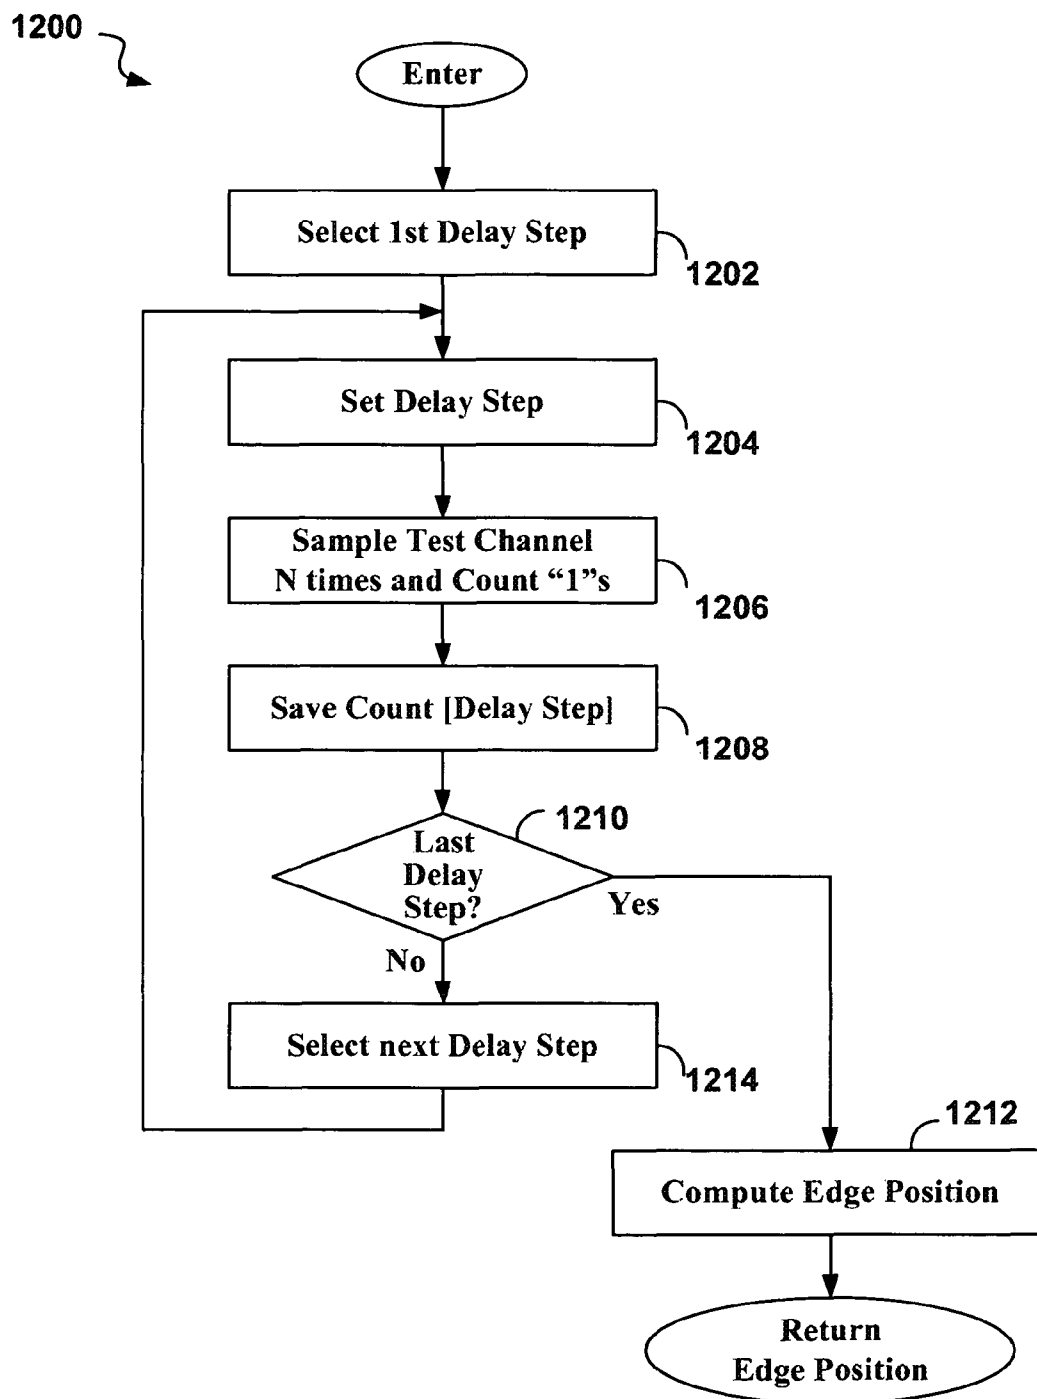 1200
Enter
Select 1st Delay Step
1202
Set Delay Step
1204
Sample Test Channel
N times and Count “1”s
1206
Save Count [Delay Step]
1208
1210
Last
Delay
Step?
Yes
No
Select next Delay Step
1214
1212
Compute Edge Position
Return
Edge Position